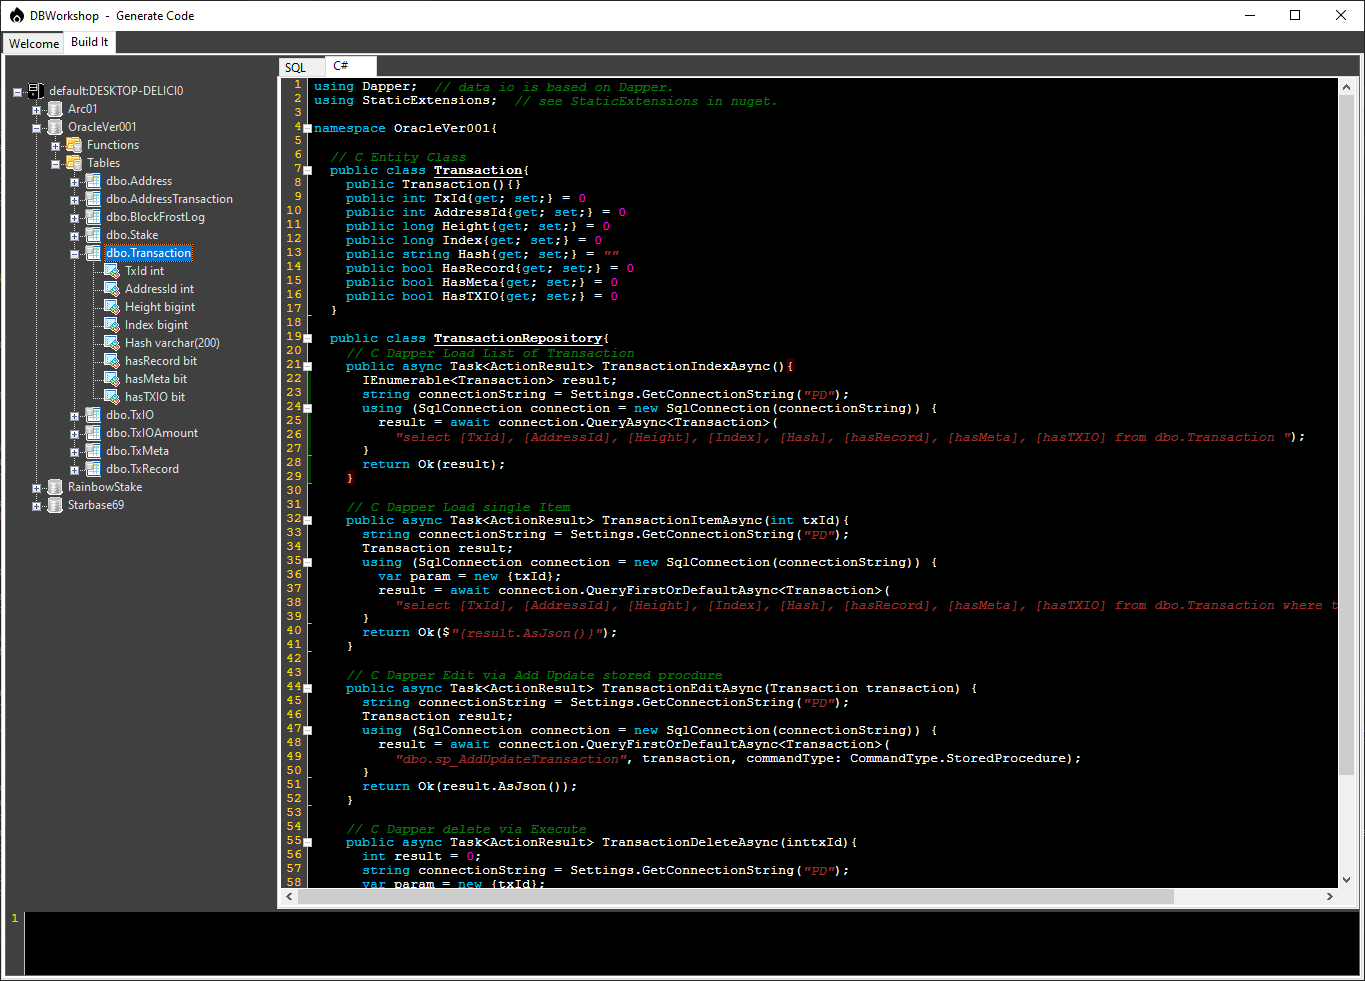 DBWorkshop - Generate Code
Welcome
Build It
default:DESKTOP-DELICI0
Arc01
OracleVer001
Functions
Tables
dbo.Address
dbo.AddressTransaction
dbo.BlockFrostLog
dbo.Stake
dbo.Transaction
TxId int
AddressId int
Height bigint
Index bigint
Hash varchar(200)
hasRecord bit
hasMeta bit
hasTXIO bit
dbo.TxIO
dbo.TxIOAmount
dbo.TxMeta
dbo.TxRecord
RainbowStake
Starbase69
SQL
C#
1 using Dapper;  // data io is based on Dapper.
2 using StaticExtensions;  // see StaticExtensions in nuget.
3
4 namespace OracleVer001{
5
6   // C Entity Class
7   public class Transaction{
8     public Transaction(){}
9     public int TxId{get; set;} = 0
10     public int AddressId{get; set;} = 0
11     public long Height{get; set;} = 0
12     public long Index{get; set;} = 0
13     public string Hash{get; set;} = ""
14     public bool HasRecord{get; set;} = 0
15     public bool HasMeta{get; set;} = 0
16     public bool HasTXIO{get; set;} = 0
17   }
18
19   public class TransactionRepository{
20     // C Dapper Load List of Transaction
21     public async Task<ActionResult> TransactionIndexAsync(){
22       IEnumerable<Transaction> result;
23       string connectionString = Settings.GetConnectionString("PD");
24       using (SqlConnection connection = new SqlConnection(connectionString)) {
25         result = await connection.QueryAsync<Transaction>(
26           "select [TxId], [AddressId], [Height], [Index], [Hash], [hasRecord], [hasMeta], [hasTXIO] from dbo.Transaction ");
27       }
28       return Ok(result);
29     }
30
31     // C Dapper Load single Item
32     public async Task<ActionResult> TransactionItemAsync(int txId){
33       string connectionString = Settings.GetConnectionString("PD");
34       Transaction result;
35       using (SqlConnection connection = new SqlConnection(connectionString)) {
36         var param = new {txId};
37         result = await connection.QueryFirstOrDefaultAsync<Transaction>(
38           "select [TxId], [AddressId], [Height], [Index], [Hash], [hasRecord], [hasMeta], [hasTXIO] from dbo.Transaction where t
39       }
40       return Ok($"{result.AsJson()}");
41     }
42
43     // C Dapper Edit via Add Update stored procdure
44     public async Task<ActionResult> TransactionEditAsync(Transaction transaction) {
45       string connectionString = Settings.GetConnectionString("PD");
46       Transaction result;
47       using (SqlConnection connection = new SqlConnection(connectionString)) {
48         result = await connection.QueryFirstOrDefaultAsync<Transaction>(
49           "dbo.sp_AddUpdateTransaction", transaction, commandType: CommandType.StoredProcedure);
50       }
51       return Ok(result.AsJson());
52     }
53
54     // C Dapper delete via Execute
55     public async Task<ActionResult> TransactionDeleteAsync(inttxId){
56       int result = 0;
57       string connectionString = Settings.GetConnectionString("PD");
58       var param = new {txId};
1